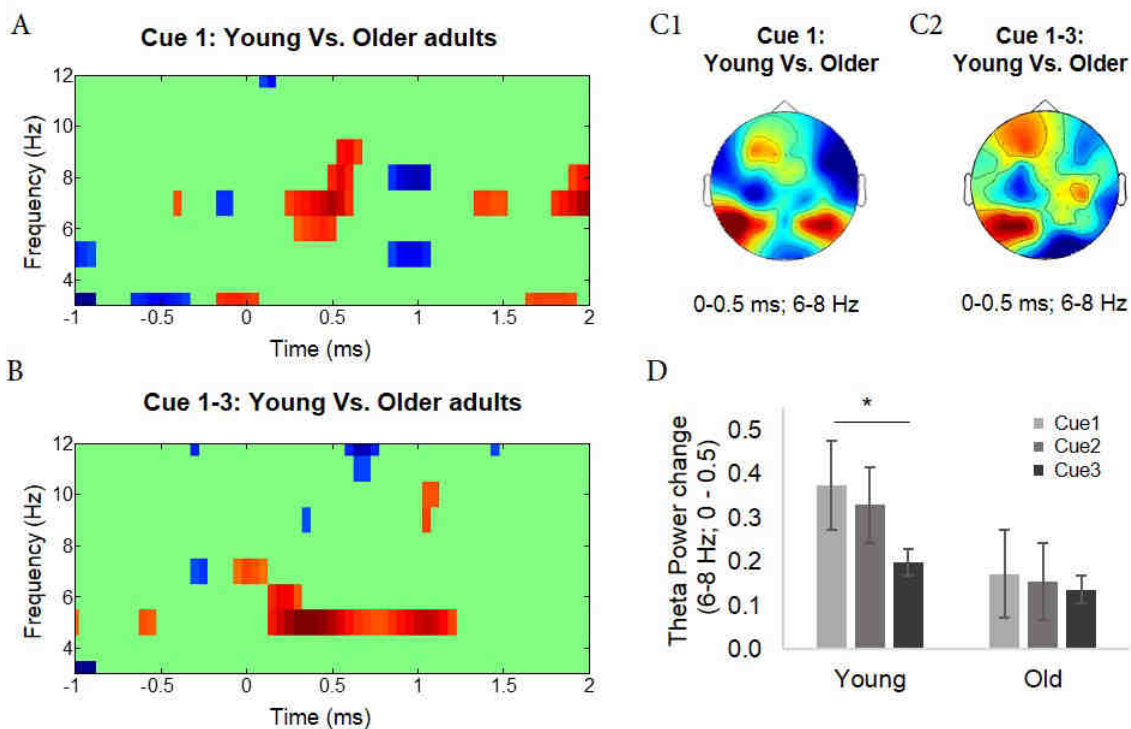 A
Cue 1: Young Vs. Older adults
12
10
8
6
4
Frequency (Hz)
-1
-0.5
0
0.5
1
1.5
2
Time (ms)
B
Cue 1-3: Young Vs. Older adults
12
10
8
6
4
Frequency (Hz)
-1
-0.5
0
0.5
1
1.5
2
Time (ms)
C1
Cue 1:
Young Vs. Older
0-0.5 ms; 6-8 Hz
C2
Cue 1-3:
Young Vs. Older
0-0.5 ms; 6-8 Hz
D
Theta Power change
(6-8 Hz; 0 - 0.5)
0.5
0.4
0.3
0.2
0.1
0.0
*
Cue1
Cue2
Cue3
Young
Old